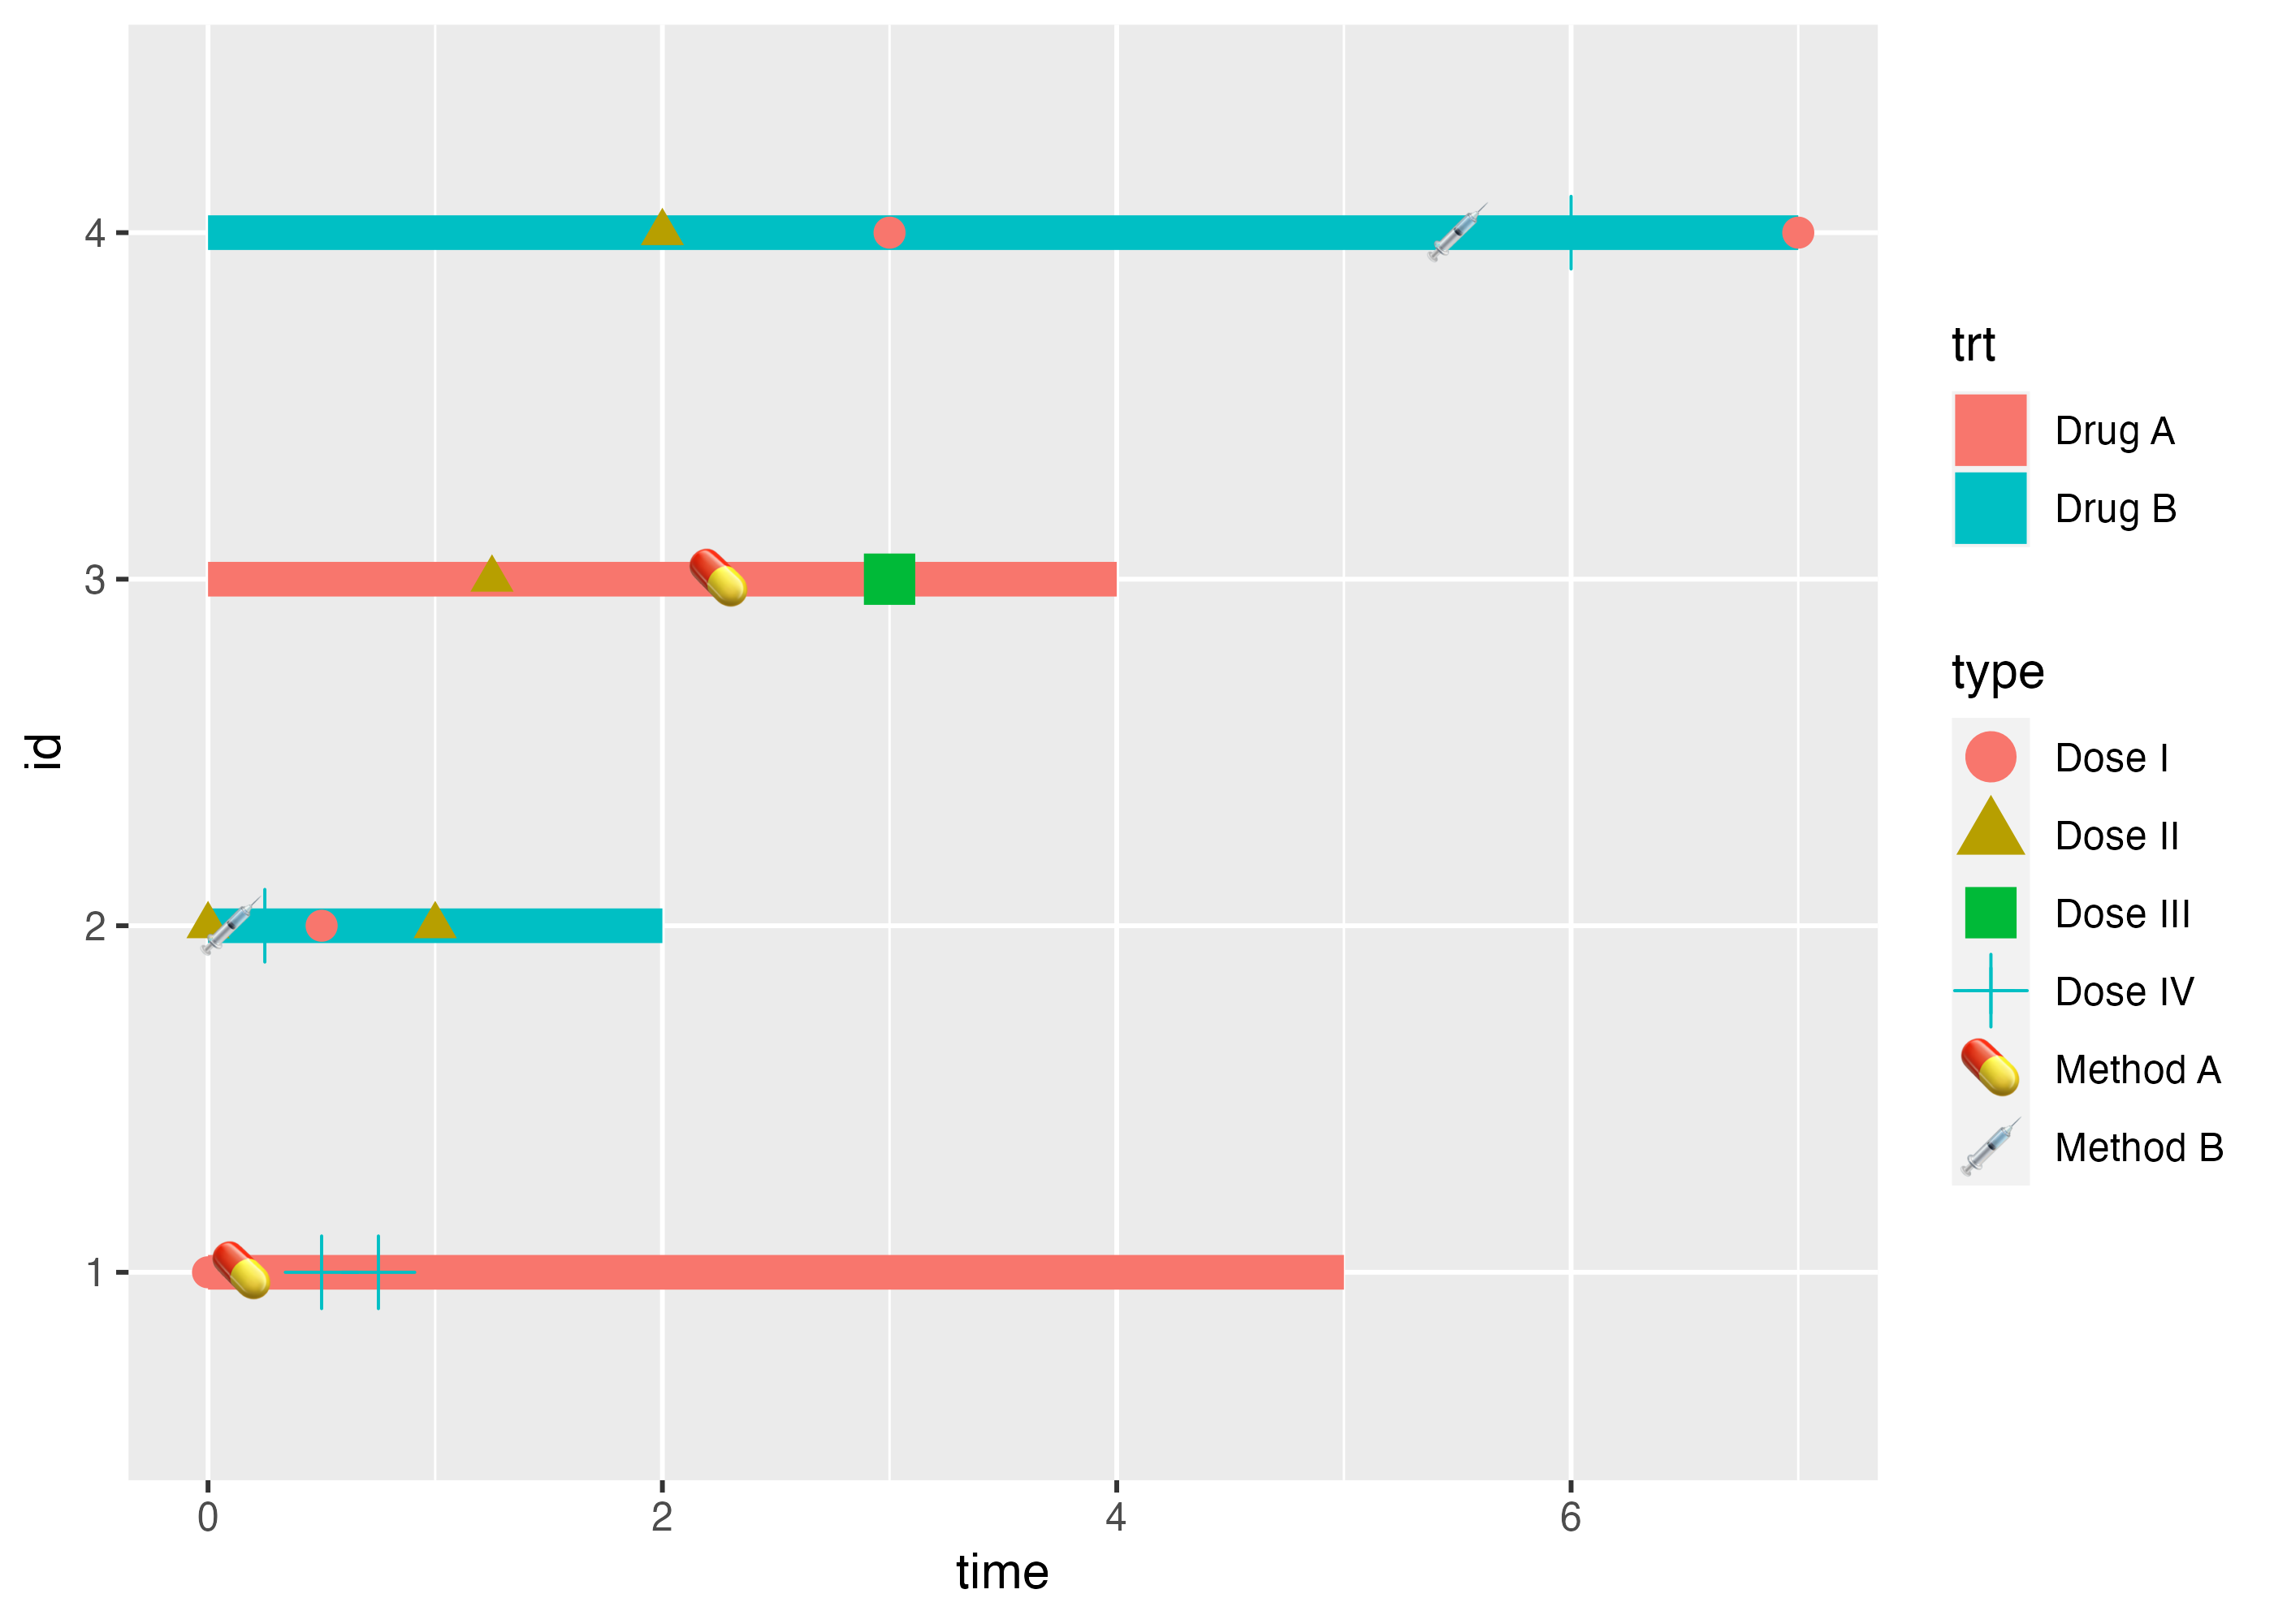 4
3
2
1
id
0
2
4
6
time
trt
Drug A
Drug B
type
Dose I
Dose II
Dose III
Dose IV
Method A
Method B